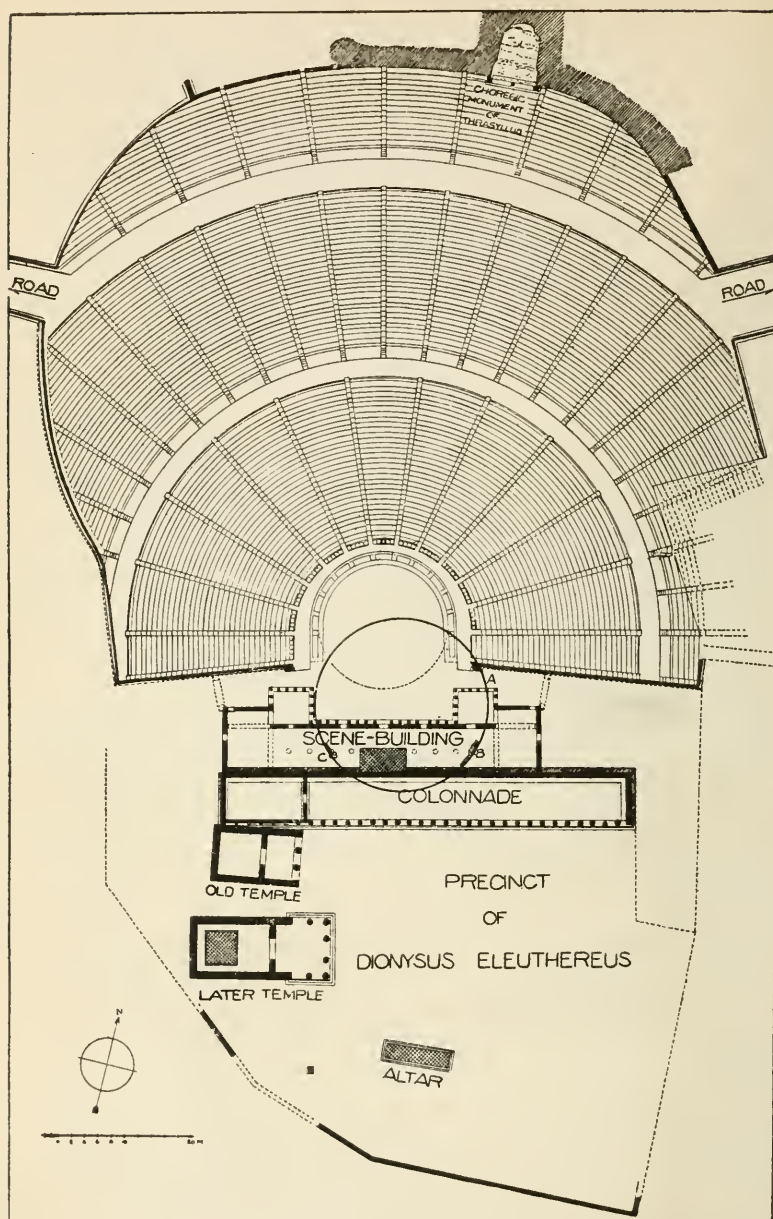 CHOREGIC
MONUMENT
OF
THRASYLLUS
ROAD
ROAD
A
SCENE-BUILDING
C
B
COLONNADE
OLD TEMPLE
PRECINCT
OF
DIONYSUS ELEUTHEREUS
LATER TEMPLE
N
ALTAR